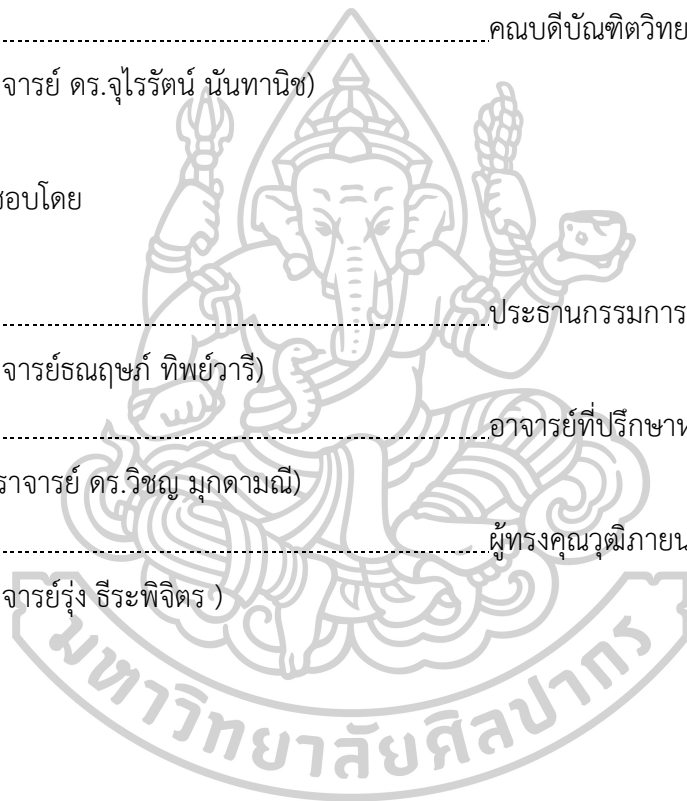 คณบดีบัณฑิตวิทย
จารย์ ดร.จุไรรัตน์ นันทานิช)
สอบโดย
ประธานกรรมการ
จารย์ธณฤษภ์ ทิพย์วารี)
อาจารย์ที่ปรึกษาห
ราจารย์ ดร.วิชญ มุกดามณี)
ผู้ทรงคุณวุฒิภายน
จารย์รุ่ง ธีระพิจิตร )
มหาวิทยาลัยศิลปากร